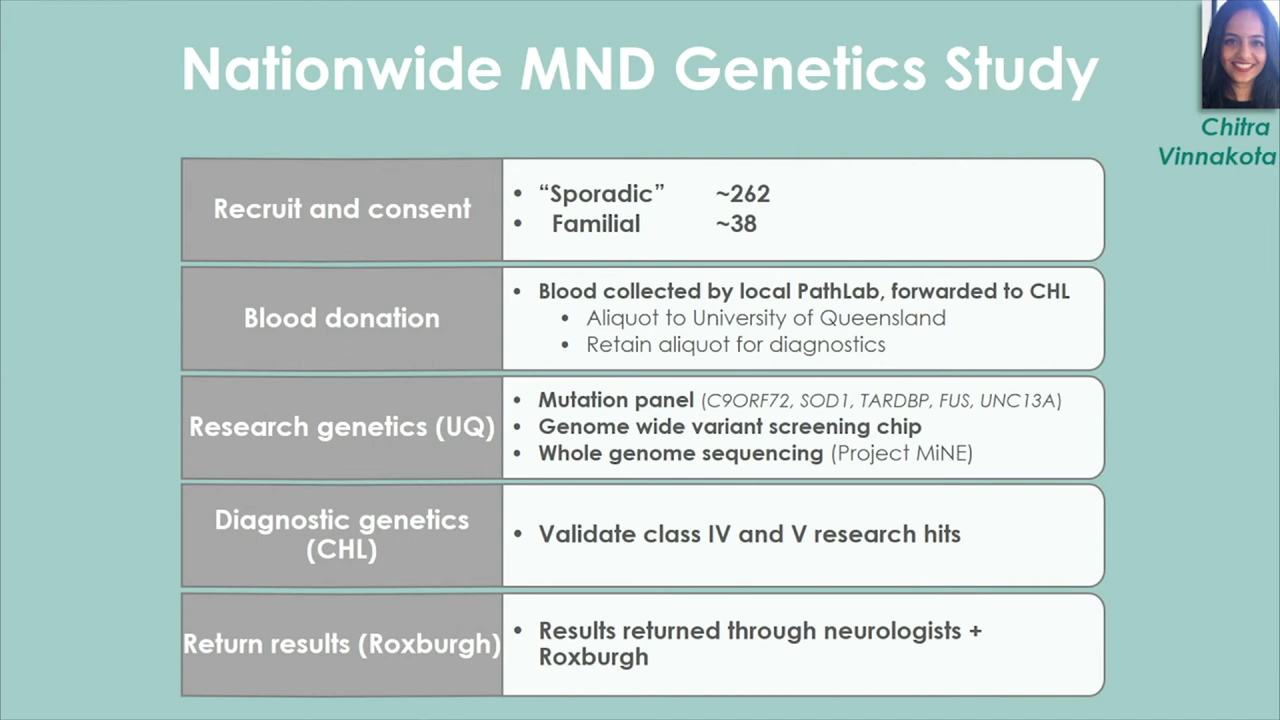 Nationwide MND Genetics Study
Chitra
Vinnakota
Recruit and consent
• “Sporadic” ~262
• Familial ~38
Blood donation
• Blood collected by local PathLab, forwarded to CHL
• Aliquot to University of Queensland
• Retain aliquot for diagnostics
Research genetics (UQ)
• Mutation panel (C9ORF72, SOD1, TARDBP, FUS, UNC13A)
• Genome wide variant screening chip
• Whole genome sequencing (Project MiNE)
Diagnostic genetics
(CHL)
• Validate class IV and V research hits
Return results (Roxburgh)
• Results returned through neurologists +
Roxburgh